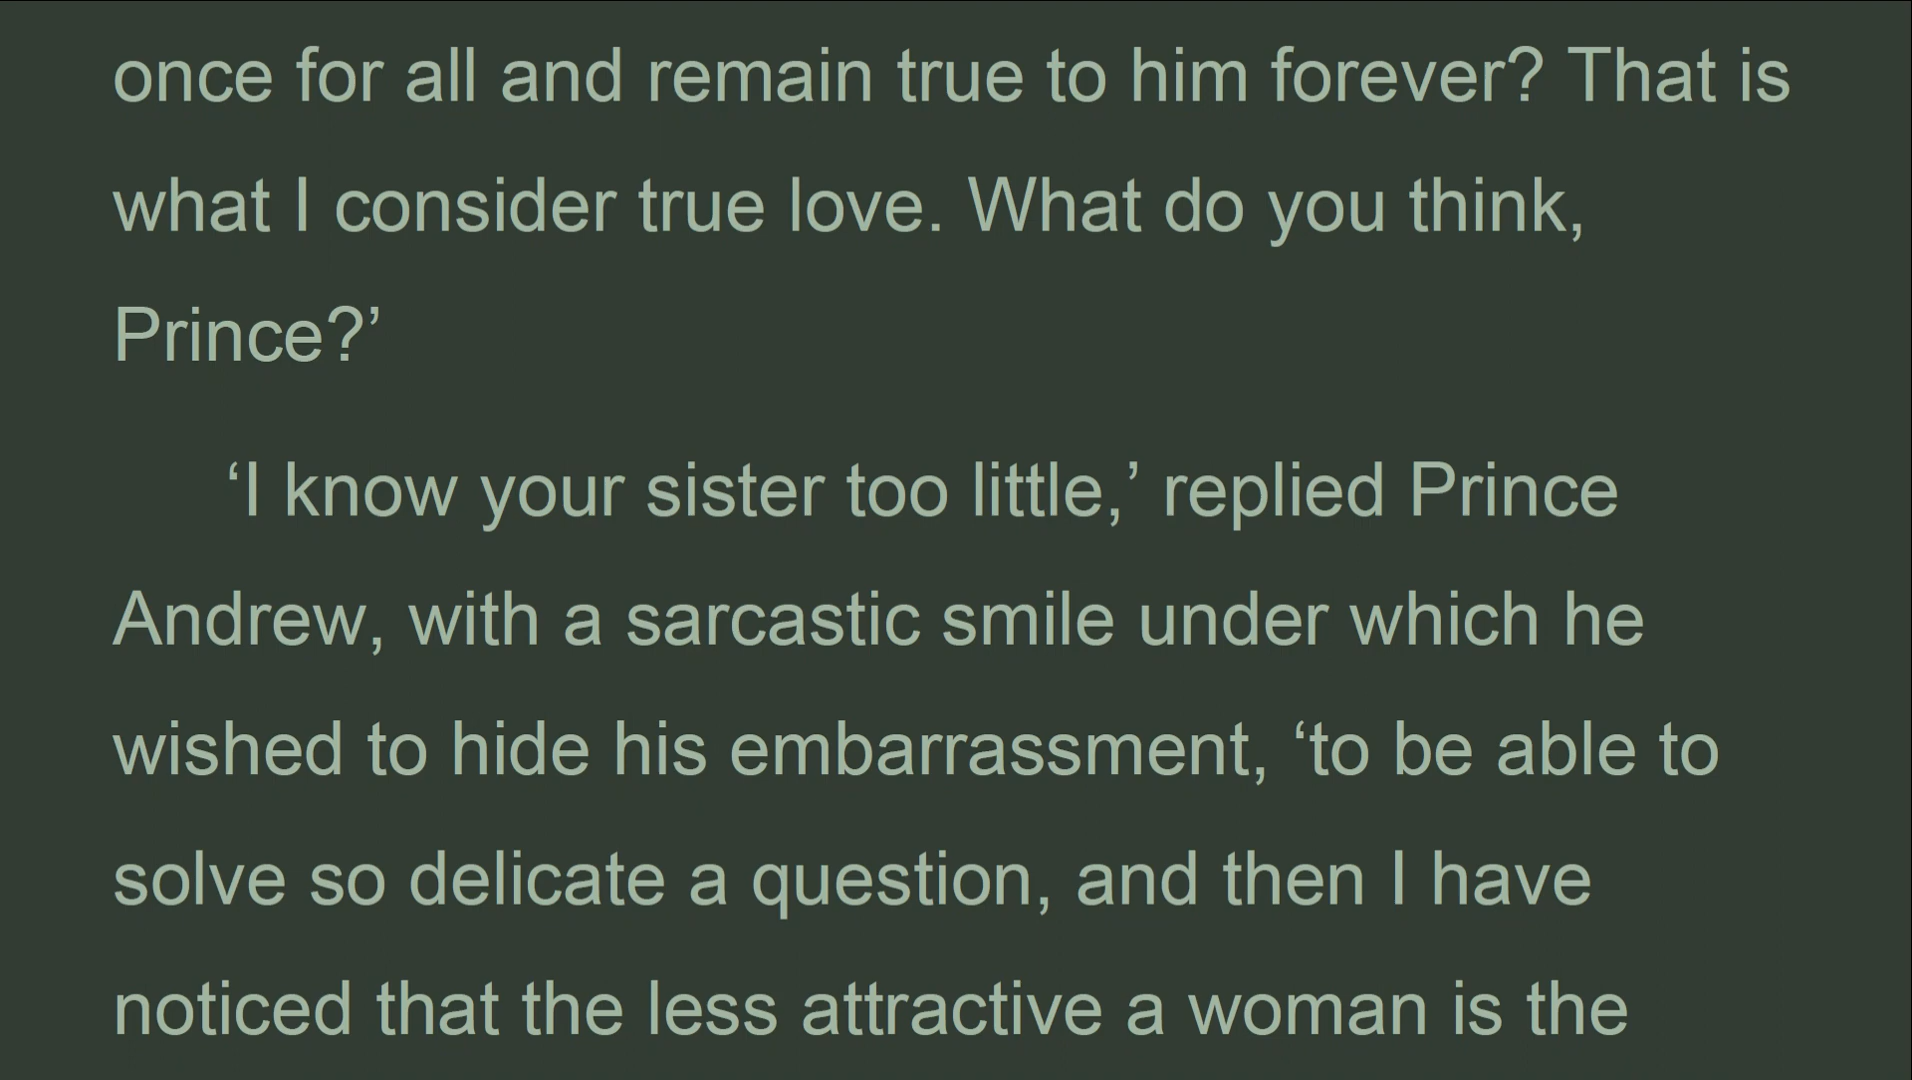 once for all and remain true to him forever? That is
what I consider true love. What do you think,
Prince?’
‘I know your sister too little,’ replied Prince
Andrew, with a sarcastic smile under which he
wished to hide his embarrassment, ‘to be able to
solve so delicate a question, and then I have
noticed that the less attractive a woman is the